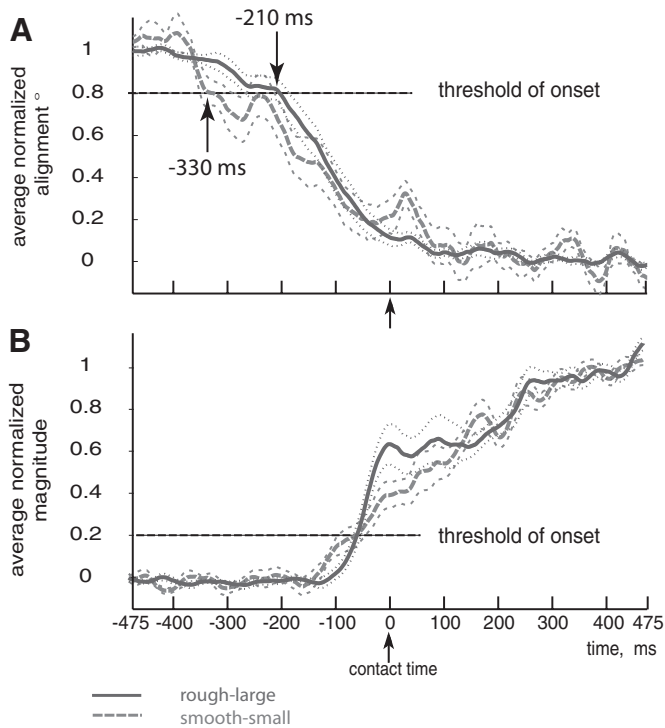 A
-210 ms
average normalized
alignment °
1
0.8
0.6
0.4
0.2
0
threshold of onset
-330 ms
B
average normalized
magnitude
1
0.8
0.6
0.4
0.2
0
threshold of onset
-475 -400 -300 -200 -100 0 100 200 300 400 475
time, ms
contact time
rough-large
smooth-small